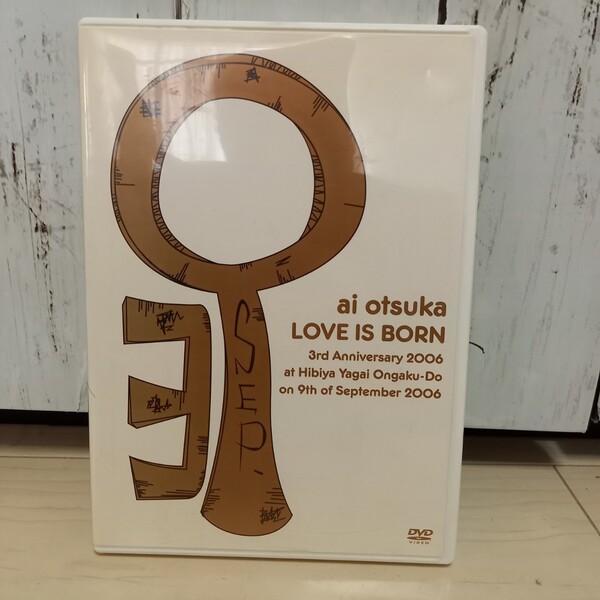 SEP.
ai otsuka
LOVE IS BORN
3rd Anniversary 2006
at Hibiya Yagai Ongaku-Do
on 9th of September 2006
DVD
VIDEO